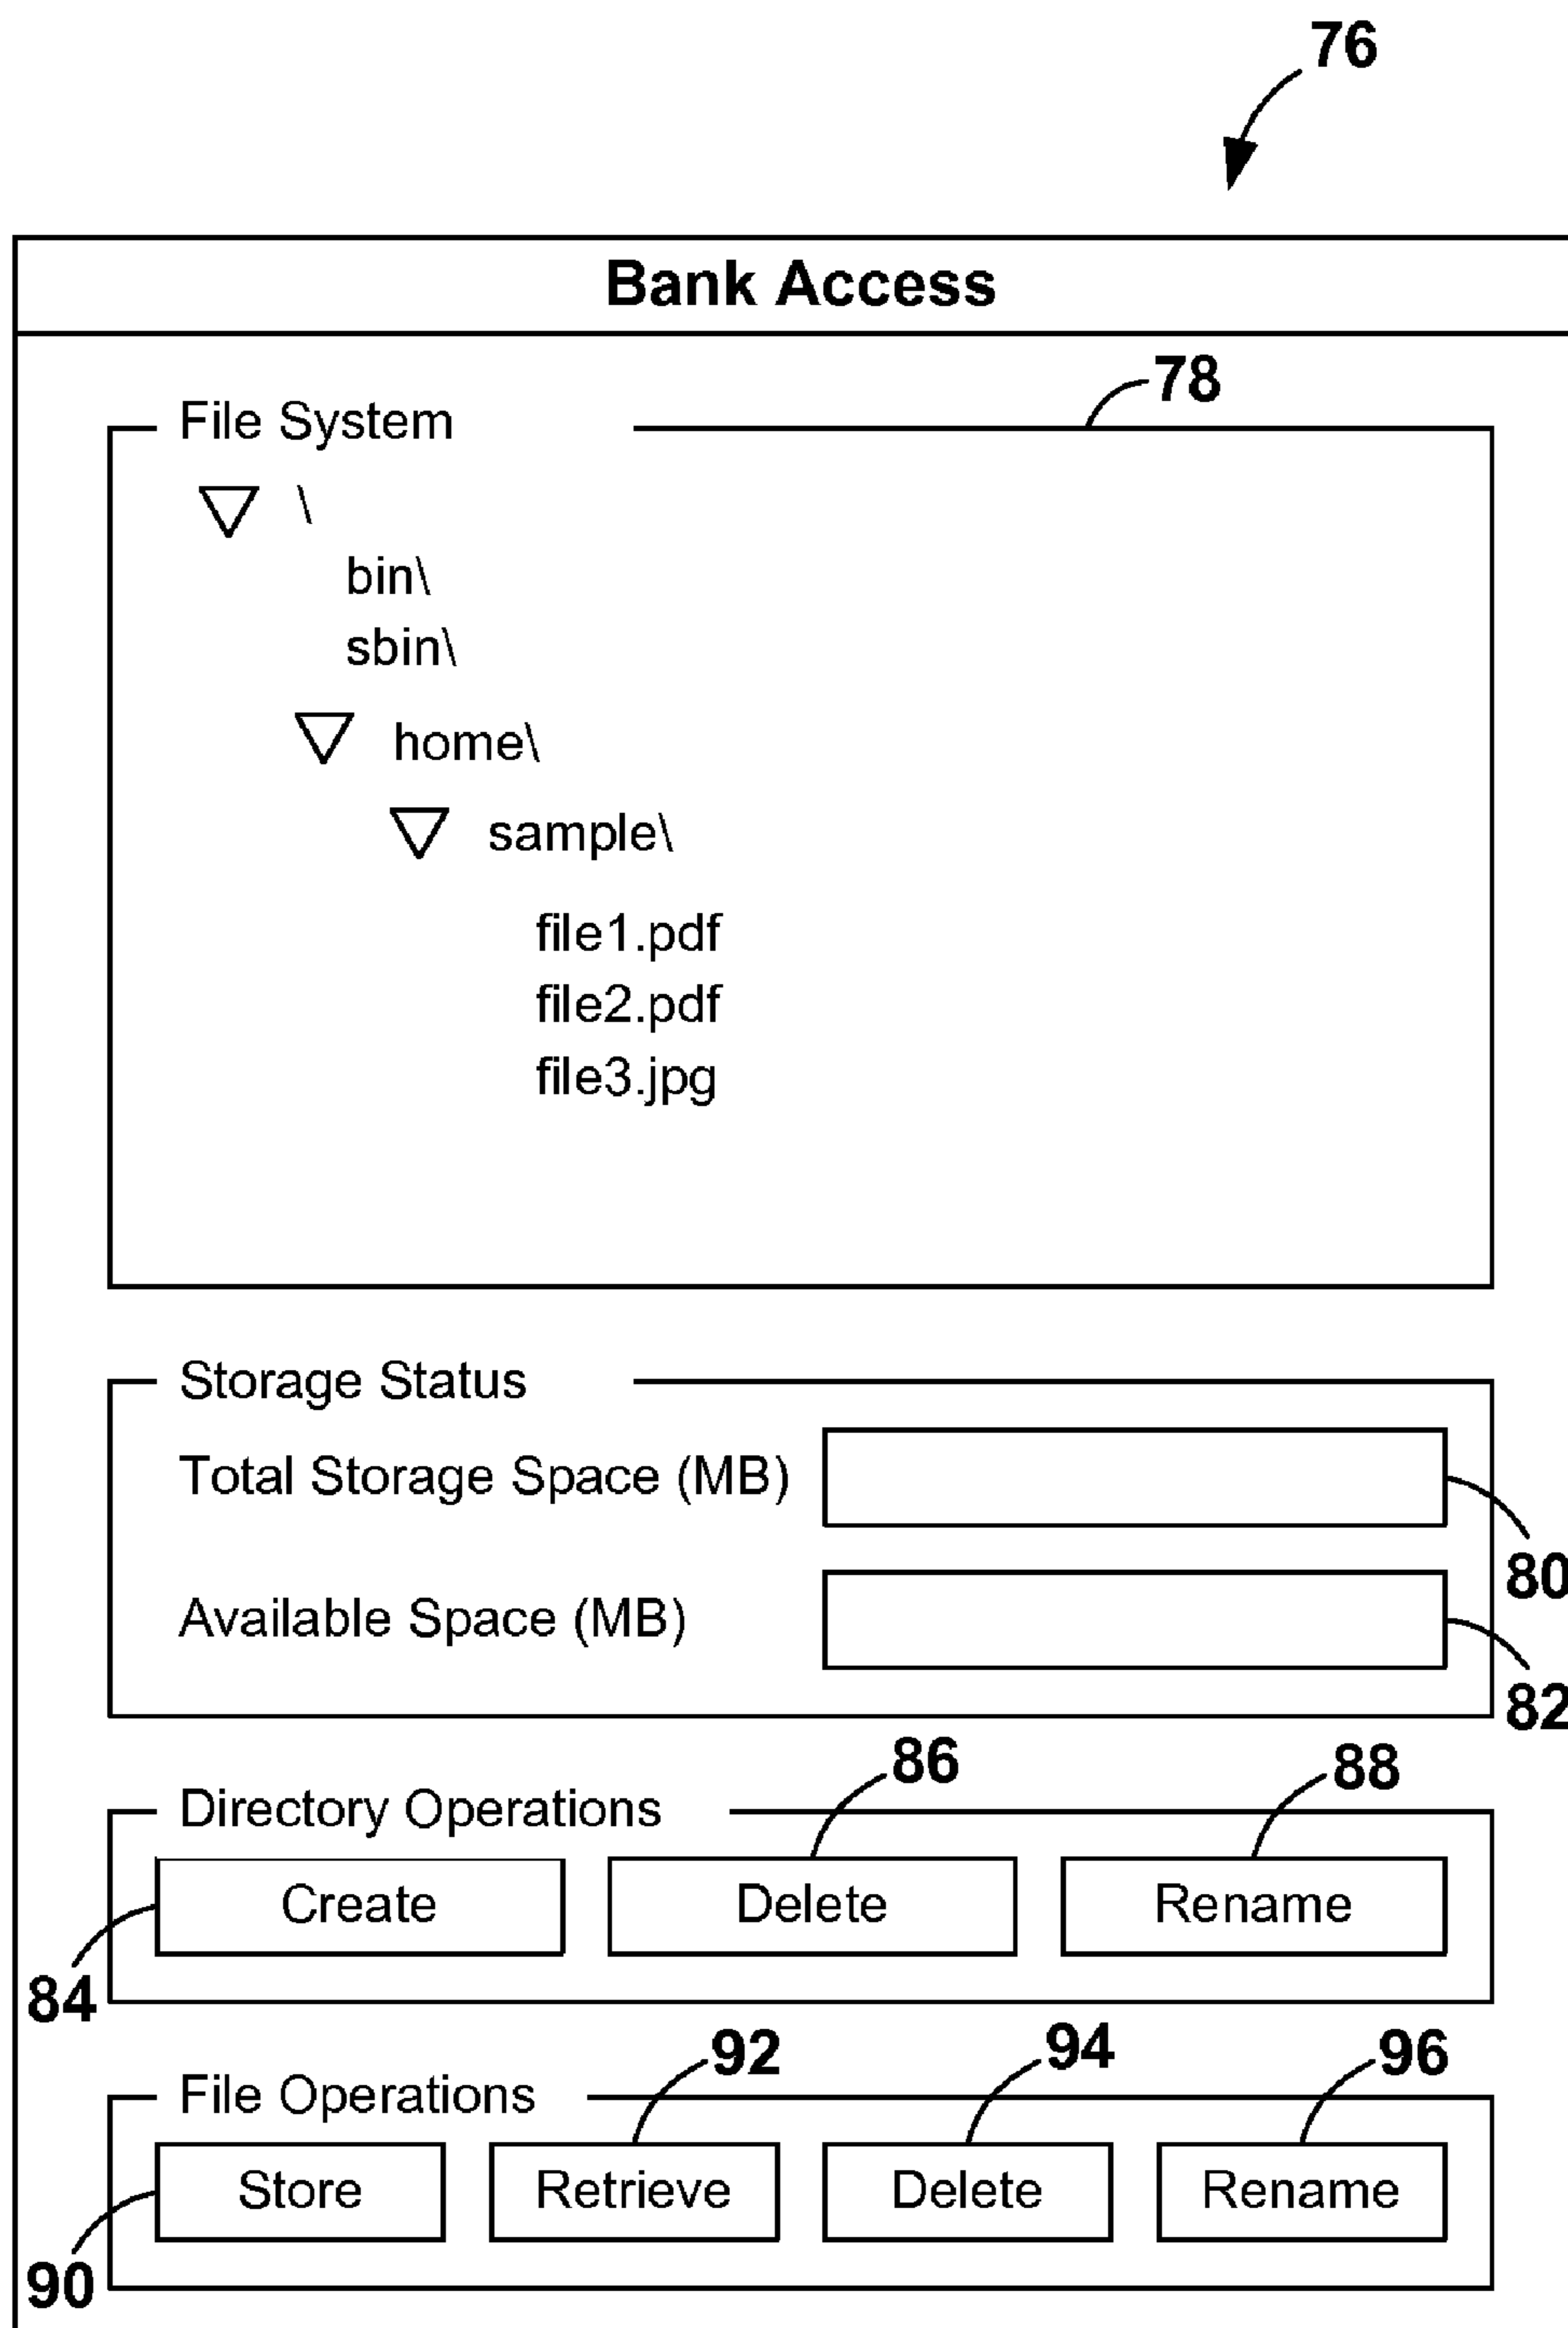 76
Bank Access
78
File System
\
bin\
sbin\
home\
sample\
file1.pdf
file2.pdf
file3.jpg
Storage Status
Total Storage Space (MB)
80
Available Space (MB)
82
86 88
Directory Operations
Create Delete Rename
84
92 94 96
File Operations
Store Retrieve Delete Rename
90